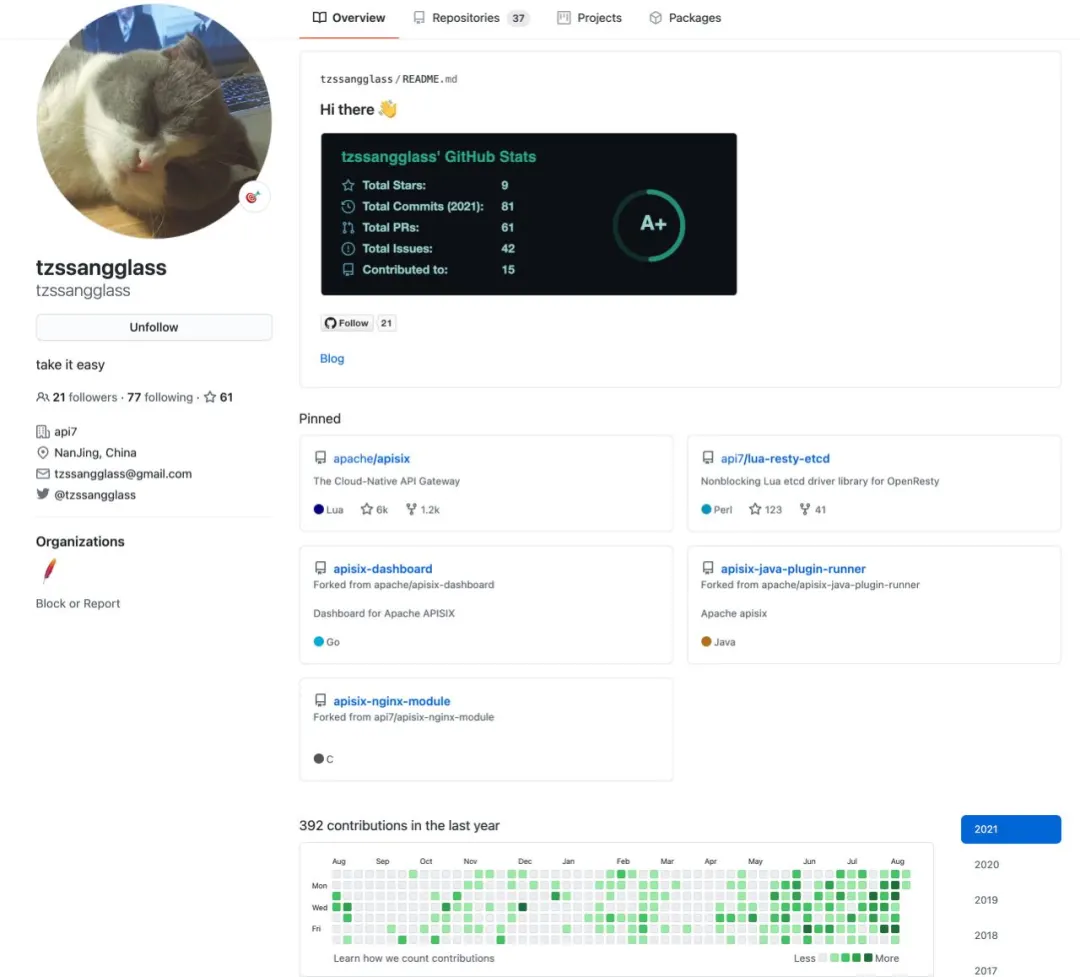 Overview
Repositories 37
Projects
Packages
tzssangglass/README.md
Hi there 👋
tzssangglass' GitHub Stats
Total Stars: 9
Total Commits (2021): 81
Total PRs: 61
Total Issues: 42
Contributed to: 15
A+
Follow 21
Blog
tzssangglass
tzssangglass
Unfollow
take it easy
21 followers · 77 following · 61
api7
NanJing, China
tzssangglass@gmail.com
@tzssangglass
Organizations
Block or Report
Pinned
apache/apisix
The Cloud-Native API Gateway
Lua 6k 1.2k
api7/lua-resty-etcd
Nonblocking Lua etcd driver library for OpenResty
Perl 123 41
apisix-dashboard
Forked from apache/apisix-dashboard
Dashboard for Apache APISIX
Go
apisix-java-plugin-runner
Forked from apache/apisix-java-plugin-runner
Apache apisix
Java
apisix-nginx-module
Forked from api7/apisix-nginx-module
C
392 contributions in the last year
Aug Sep Oct Nov Dec Jan Feb Mar Apr May Jun Jul Aug
Mon
Wed
Fri
Learn how we count contributions
Less More
2021
2020
2019
2018
2017